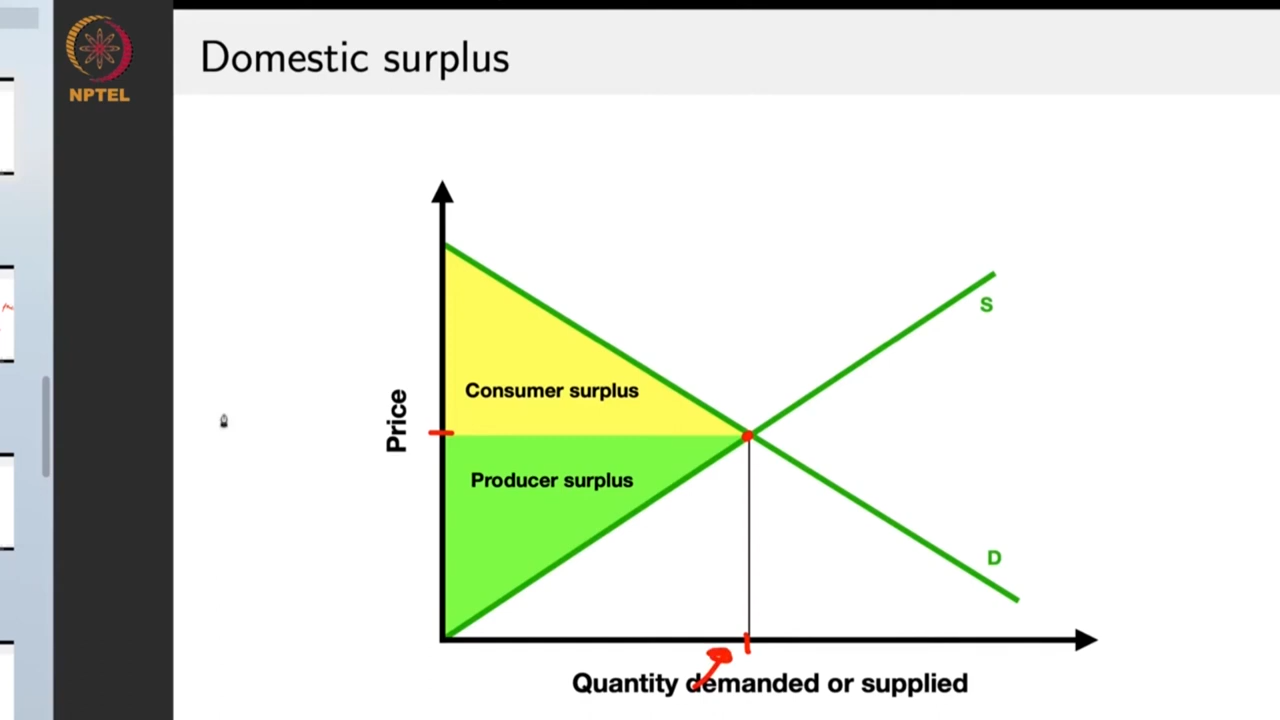 Domestic surplus
NPTEL
S
Consumer surplus
Price
Producer surplus
D
Quantity demanded or supplied